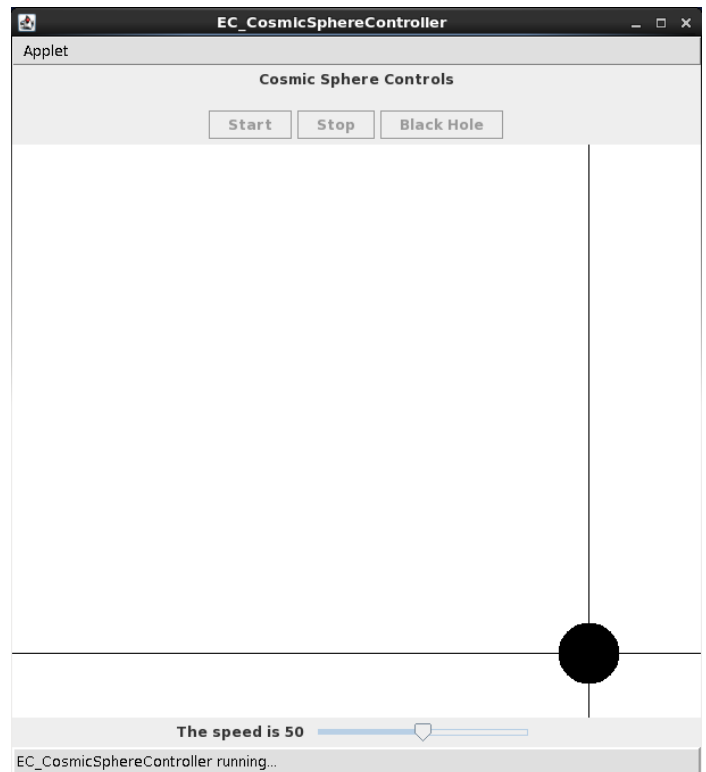 EC_CosmicSphereController
Applet
Cosmic Sphere Controls
Start Stop Black Hole
The speed is 50
EC_CosmicSphereController running...